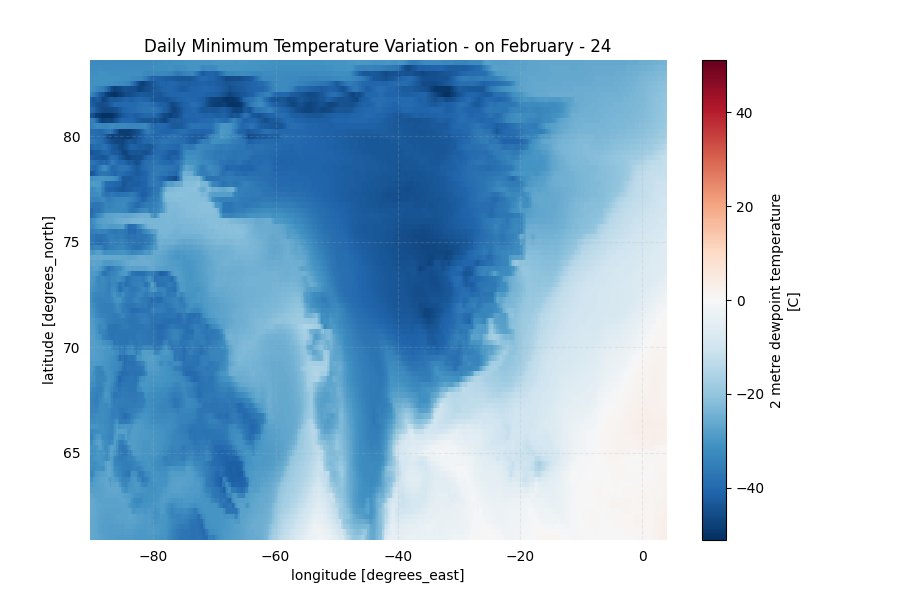 Daily Minimum Temperature Variation - on February - 24
80
75
70
65
latitude [degrees_north]
−80
−60
−40
−20
0
longitude [degrees_east]
40
20
0
−20
−40
2 metre dewpoint temperature
[C]